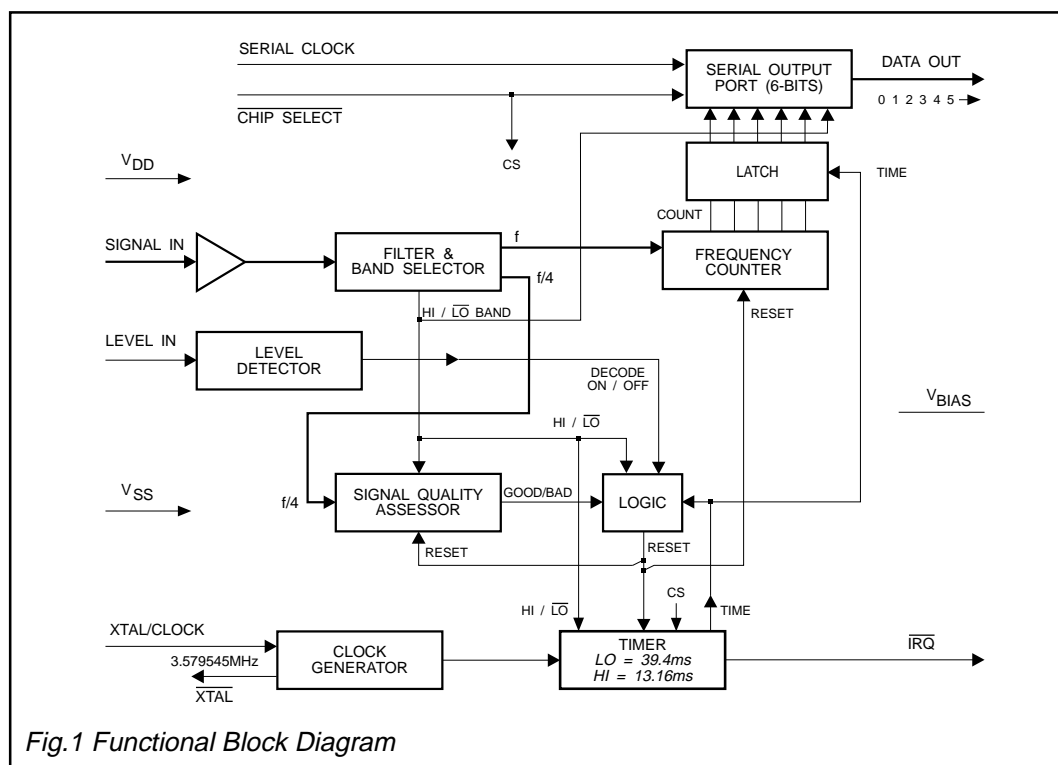 SERIAL CLOCK
CHIP SELECT
CS
SERIAL OUTPUT
PORT (6-BITS)
DATA OUT
0 1 2 3 4 5
VDD
LATCH
TIME
COUNT
SIGNAL IN
FILTER &
BAND SELECTOR
f
f/4
FREQUENCY
COUNTER
HI / LO BAND
RESET
LEVEL IN
LEVEL
DETECTOR
DECODE
ON / OFF
VBIAS
HI / LO
VSS
f/4
SIGNAL QUALITY
ASSESSOR
GOOD/BAD
LOGIC
RESET
RESET
HI / LO
CS
TIME
XTAL/CLOCK
3.579545MHz
XTAL
CLOCK
GENERATOR
TIMER
LO = 39.4ms
HI = 13.16ms
IRQ
Fig.1 Functional Block Diagram